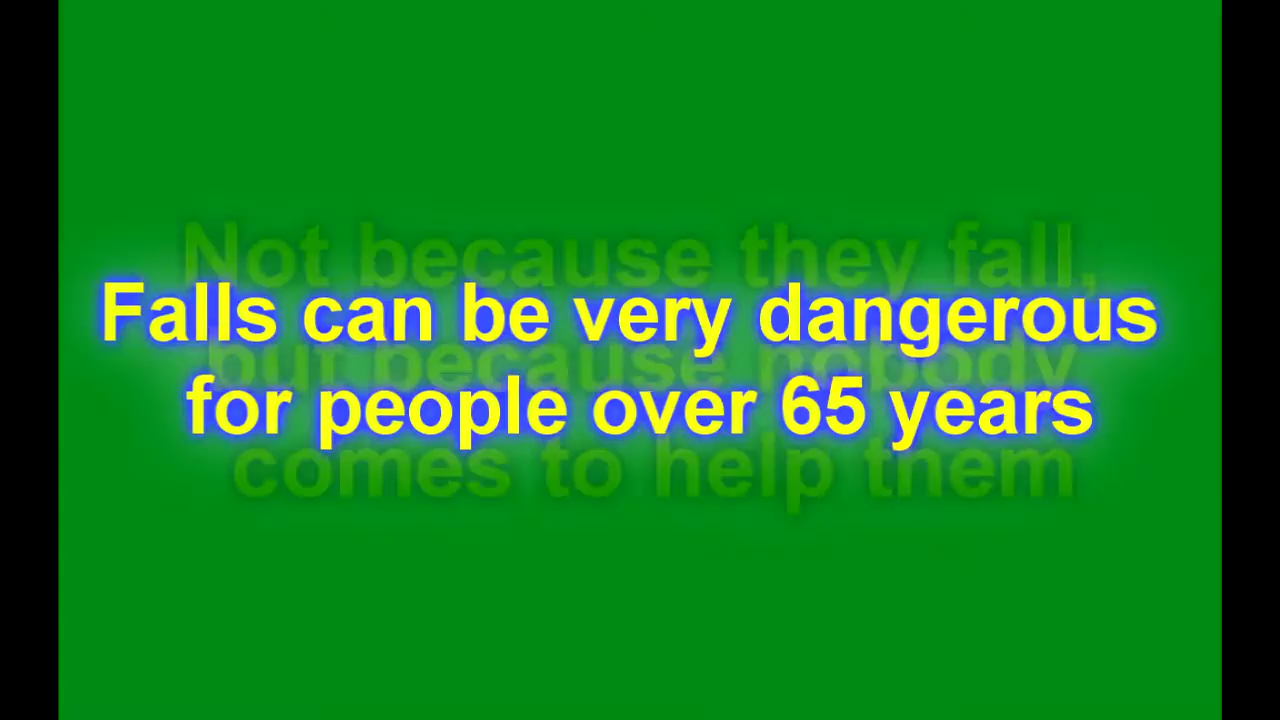 Not because they fall,
Falls can be very dangerous
but because nobody
for people over 65 years
comes to help them